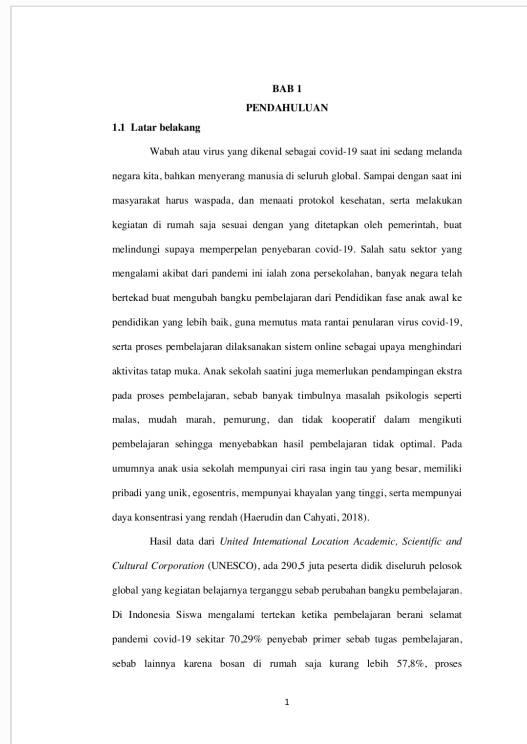 BAB 1
PENDAHULUAN
1.1 Latar belakang
Wabah atau virus yang dikenal sebagai covid-19 saat ini sedang melanda
negara kita, bahkan menyerang manusia di seluruh global. Sampai dengan saat ini
masyarakat harus waspada, dan menaati protokol kesehatan, serta melakukan
kegiatan di rumah saja sesuai dengan yang ditetapkan oleh pemerintah, buat
melindungi supaya memperpelan penyebaran covid-19. Salah satu sektor yang
mengalami akibat dari pandemi ini ialah zona persekolahan, banyak negara telah
bertekad buat mengubah bangku pembelajaran dari Pendidikan fase anak awal ke
pendidikan yang lebih baik, guna memutus mata rantai penularan virus covid-19,
serta proses pembelajaran dilaksanakan sistem online sebagai upaya menghindari
aktivitas tatap muka. Anak sekolah saatini juga memerlukan pendampingan ekstra
pada proses pembelajaran, sebab banyak timbulnya masalah psikologis seperti
malas, mudah marah, pemurung, dan tidak kooperatif dalam mengikuti
pembelajaran sehingga menyebabkan hasil pembelajaran tidak optimal. Pada
umumnya anak usia sekolah mempunyai ciri rasa ingin tau yang besar, memiliki
pribadi yang unik, egosentris, mempunyai khayalan yang tinggi, serta mempunyai
daya konsentrasi yang rendah (Haerudin dan Cahyati, 2018).
Hasil data dari United International Location Academic, Scientific and
Cultural Corporation (UNESCO), ada 290,5 juta peserta didik diseluruh pelosok
global yang kegiatan belajarnya terganggu sebab perubahan bangku pembelajaran.
Di Indonesia Siswa mengalami tertekan ketika pembelajaran berani selamat
pandemi covid-19 sekitar 70,29% penyebab primer sebab tugas pembelajaran,
sebab lainnya karena bosan di rumah saja kurang lebih 57,8%, proses
1